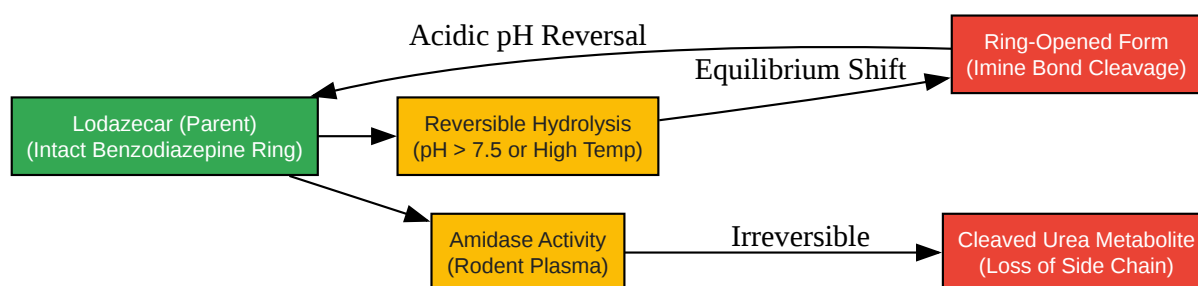 Acidic pH Reversal
Ring-Opened Form
(Imine Bond Cleavage)
Equilibrium Shift
Lodazecar (Parent)
(Intact Benzodiazepine Ring)
Reversible Hydrolysis
(pH > 7.5 or High Temp)
Amidase Activity
(Rodent Plasma)
Irreversible
Cleaved Urea Metabolite
(Loss of Side Chain)